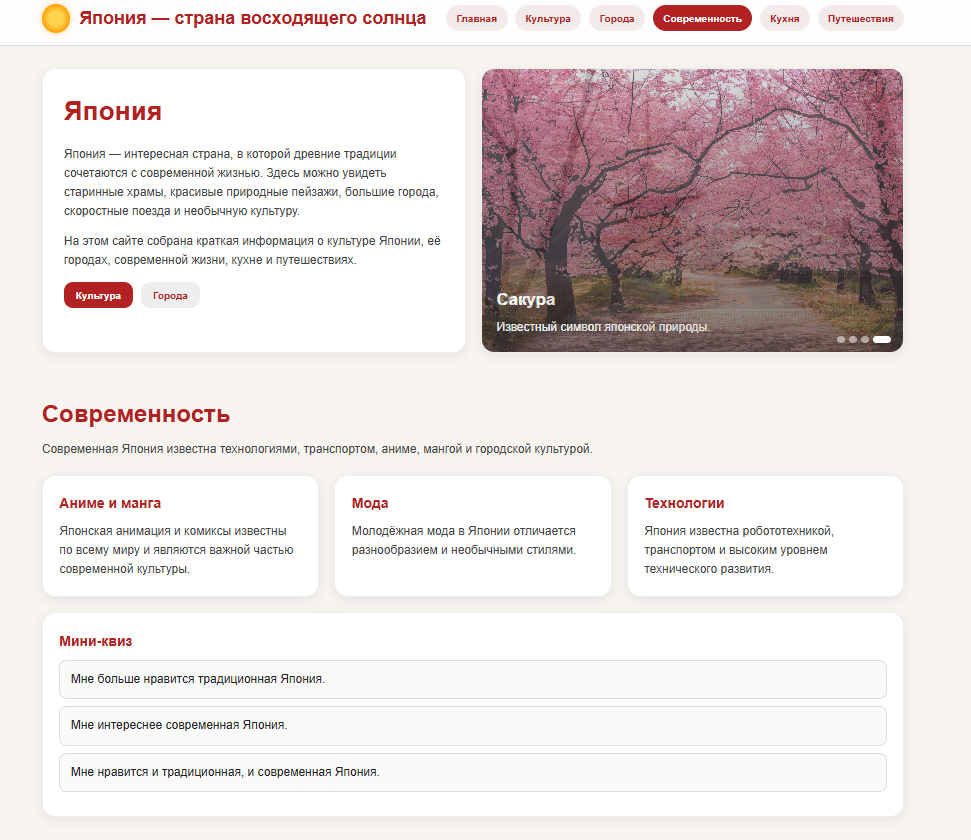 Япония — страна восходящего солнца
Главная
Культура
Города
Современность
Кухня
Путешествия
Япония
Япония — интересная страна, в которой древние традиции
сочетаются с современной жизнью. Здесь можно увидеть
старинные храмы, красивые природные пейзажи, большие города,
скоростные поезда и необычную культуру.
На этом сайте собрана краткая информация о культуре Японии, её
городах, современной жизни, кухне и путешествиях.
Культура
Города
Сакура
Известный символ японской природы.
Современность
Современная Япония известна технологиями, транспортом, аниме, мангой и городской культурой.
Аниме и манга
Японская анимация и комиксы известны
по всему миру и являются важной частью
современной культуры.
Мода
Молодёжная мода в Японии отличается
разнообразием и необычными стилями.
Технологии
Япония известна робототехникой,
транспортом и высоким уровнем
технического развития.
Мини-квиз
Мне больше нравится традиционная Япония.
Мне интереснее современная Япония.
Мне нравится и традиционная, и современная Япония.